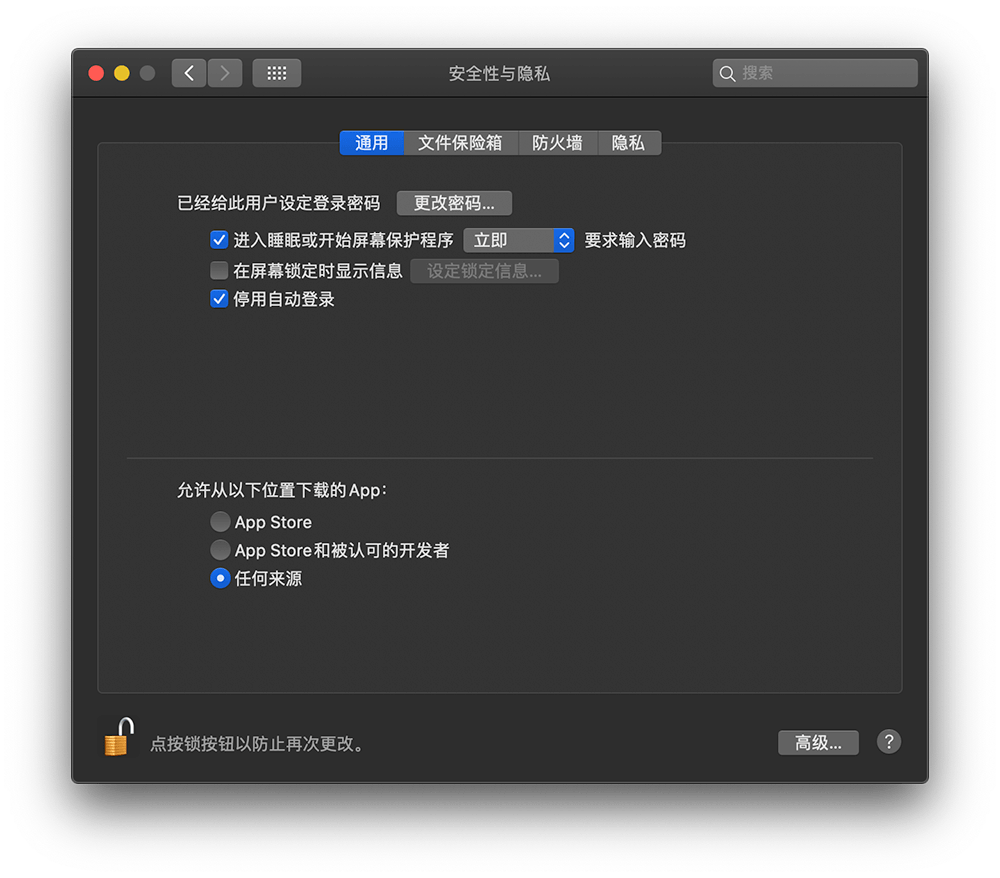 安全性与隐私
搜索
通用 文件保险箱 防火墙 隐私
已经给此用户设定登录密码 更改密码...
进入睡眠或开始屏幕保护程序 立即 要求输入密码
在屏幕锁定时显示信息 设定锁定信息...
停用自动登录
允许从以下位置下载的App：
App Store
App Store和被认可的开发者
任何来源
点按锁按钮以防止再次更改。
高级... ?